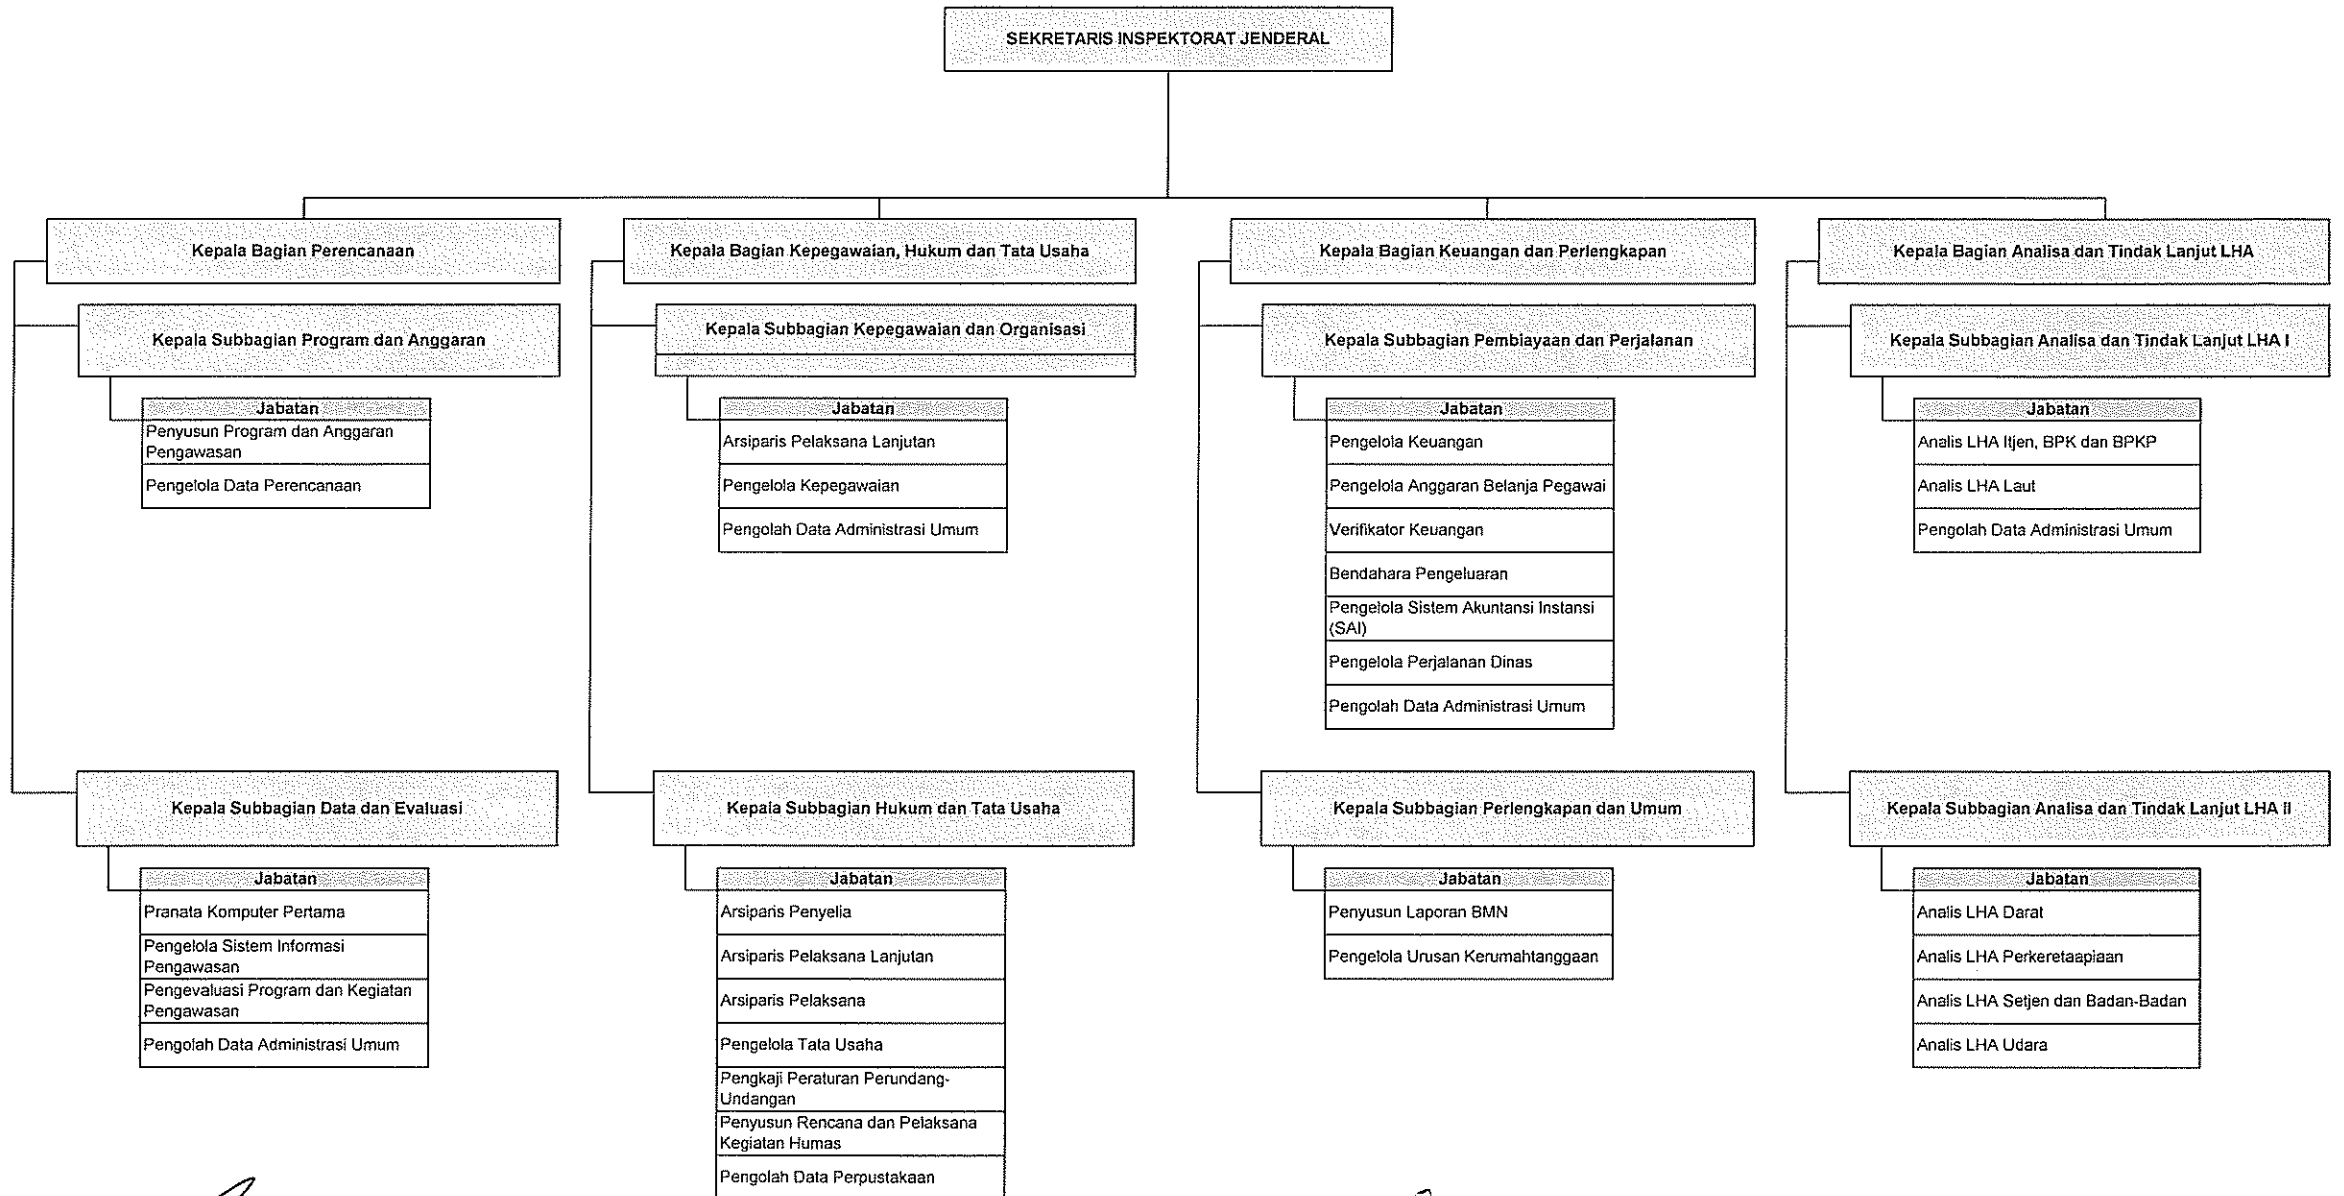 SEKRETARIS INSPEKTORAT JENDERAL
Kepala Bagian Perencanaan
Kepala Subbagian Program dan Anggaran
Jabatan
Penyusun Program dan Anggaran
Pengawasan
Pengelola Data Perencanaan
Kepala Subbagian Data dan Evaluasi
Jabatan
Pranata Komputer Pertama
Pengelola Sistem Informasi
Pengawasan
Pengevaluasi Program dan Kegiatan
Pengawasan
Pengolah Data Administrasi Umum
Kepala Bagian Kepegawaian, Hukum dan Tata Usaha
Kepala Subbagian Kepegawaian dan Organisasi
Jabatan
Arsiparis Pelaksana Lanjutan
Pengelola Kepegawaian
Pengolah Data Administrasi Umum
Kepala Subbagian Hukum dan Tata Usaha
Jabatan
Arsiparis Penyelia
Arsiparis Pelaksana Lanjutan
Arsiparis Pelaksana
Pengelola Tata Usaha
Pengkaji Peraturan Perundang-
Undangan
Penyusun Rencana dan Pelaksana
Kegiatan Humas
Pengolah Data Perpustakaan
Kepala Bagian Keuangan dan Perlengkapan
Kepala Subbagian Pembiayaan dan Perjalanan
Jabatan
Pengelola Keuangan
Pengelola Anggaran Belanja Pegawai
Verifikator Keuangan
Bendahara Pengeluaran
Pengelola Sistem Akuntansi Instansi
(SAI)
Pengelola Perjalanan Dinas
Pengolah Data Administrasi Umum
Kepala Subbagian Perlengkapan dan Umum
Jabatan
Penyusun Laporan BMN
Pengelola Urusan Kerumahtanggaan
Kepala Bagian Analisa dan Tindak Lanjut LHA
Kepala Subbagian Analisa dan Tindak Lanjut LHA I
Jabatan
Analis LHA Itjen, BPK dan BPKP
Analis LHA Laut
Pengolah Data Administrasi Umum
Kepala Subbagian Analisa dan Tindak Lanjut LHA II
Jabatan
Analis LHA Darat
Analis LHA Perkeretaapiaan
Analis LHA Setjen dan Badan-Badan
Analis LHA Udara